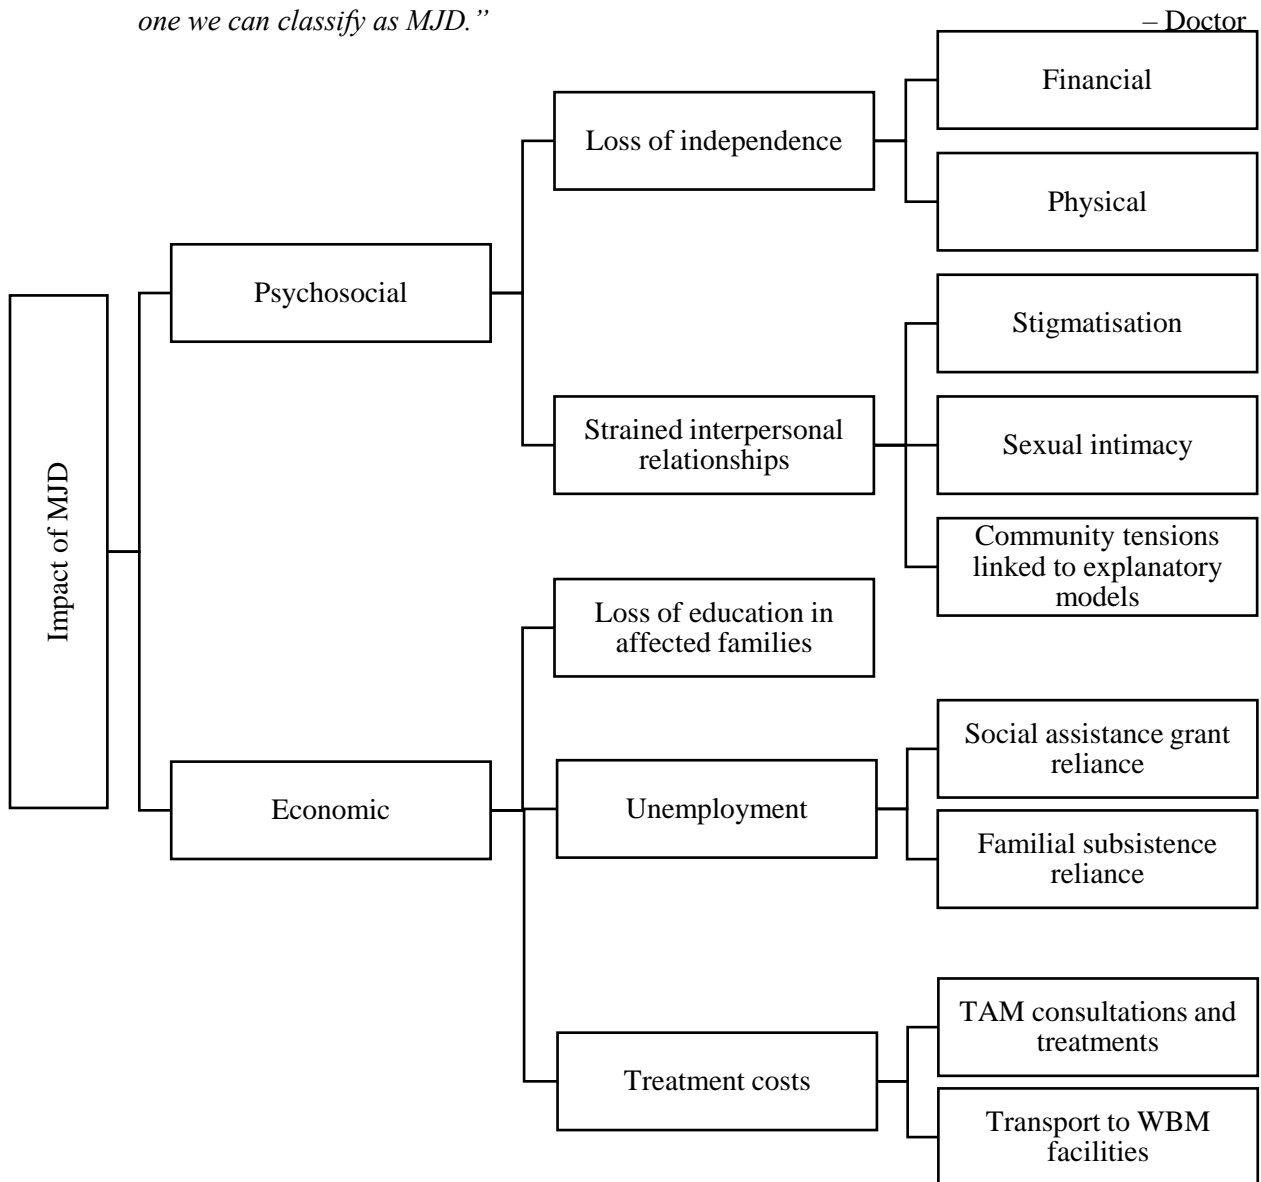 one we can classify as MJD.”
– Doctor
Impact of MJD
Psychosocial
Loss of independence
Financial
Physical
Strained interpersonal
relationships
Stigmatisation
Sexual intimacy
Community tensions
linked to explanatory
models
Economic
Loss of education in
affected families
Unemployment
Social assistance grant
reliance
Familial subsistence
reliance
Treatment costs
TAM consultations and
treatments
Transport to WBM
facilities